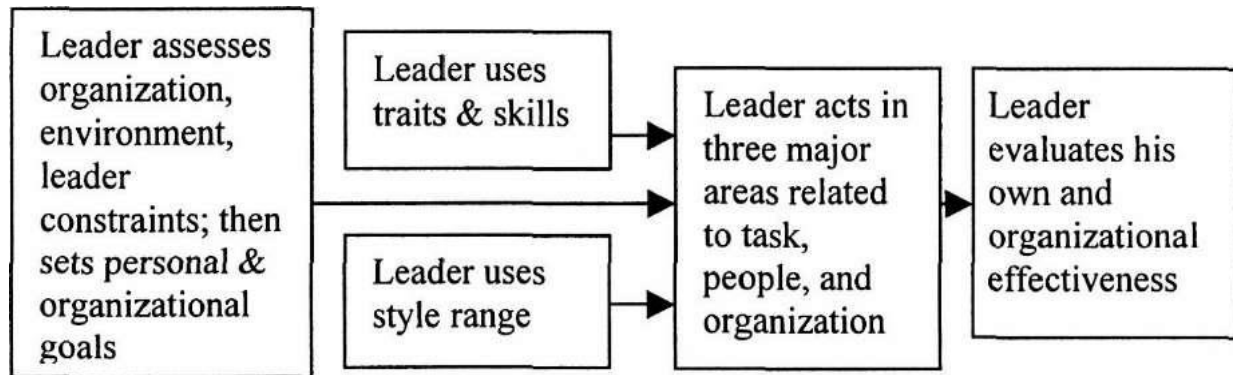 Leader assesses
organization,
environment,
leader
constraints; then
sets personal &
organizational
goals
Leader uses
traits & skills
Leader uses
style range
Leader acts in
three major
areas related
to task,
people, and
organization
Leader
evaluates his
own and
organizational
effectiveness